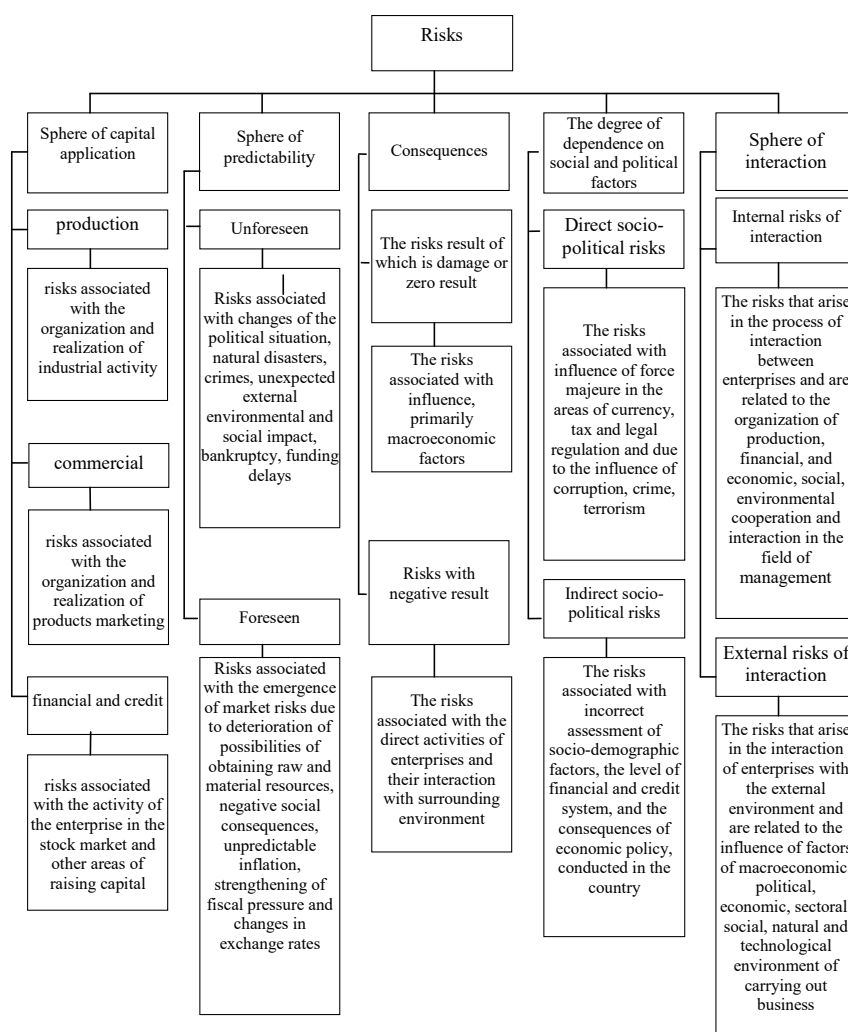 Risks
Sphere of capital
application
production
risks associated
with the
organization and
realization of
industrial activity
commercial
risks associated
with the
organization and
realization of
products marketing
financial and credit
risks associated
with the activity of
the enterprise in the
stock market and
other areas of
raising capital
Sphere of
predictability
Unforeseen
Risks associated
with changes of the
political situation,
natural disasters,
crimes, unexpected
external
environmental and
social impact,
bankruptcy, funding
delays
Foreseen
Risks associated
with the emergence
of market risks due
to deterioration of
possibilities of
obtaining raw and
material resources,
negative social
consequences,
unpredictable
inflation,
strengthening of
fiscal pressure and
changes in
exchange rates
Consequences
The risks result of
which is damage or
zero result
The risks
associated with
influence,
primarily
macroeconomic
factors
Risks with
negative result
The risks
associated with the
direct activities of
enterprises and
their interaction
with surrounding
environment
The degree of
dependence on
social and political
factors
Direct socio-
political risks
The risks
associated with
influence of force
majeure in the
areas of currency,
tax and legal
regulation and due
to the influence of
corruption, crime,
terrorism
Indirect socio-
political risks
The risks
associated with
incorrect
assessment of
socio-demographic
factors, the level of
financial and credit
system, and the
consequences of
economic policy,
conducted in the
country
Sphere of
interaction
Internal risks of
interaction
The risks that arise
in the process of
interaction
between
enterprises and are
related to the
organization of
production,
financial, and
economic, social,
environmental
cooperation and
interaction in the
field of
management
External risks of
interaction
The risks that arise
in the interaction
of enterprises with
the external
environment and
are related to the
influence of factors
of macroeconomic
political,
economic, sectoral
social, natural and
technological
environment of
carrying out
business